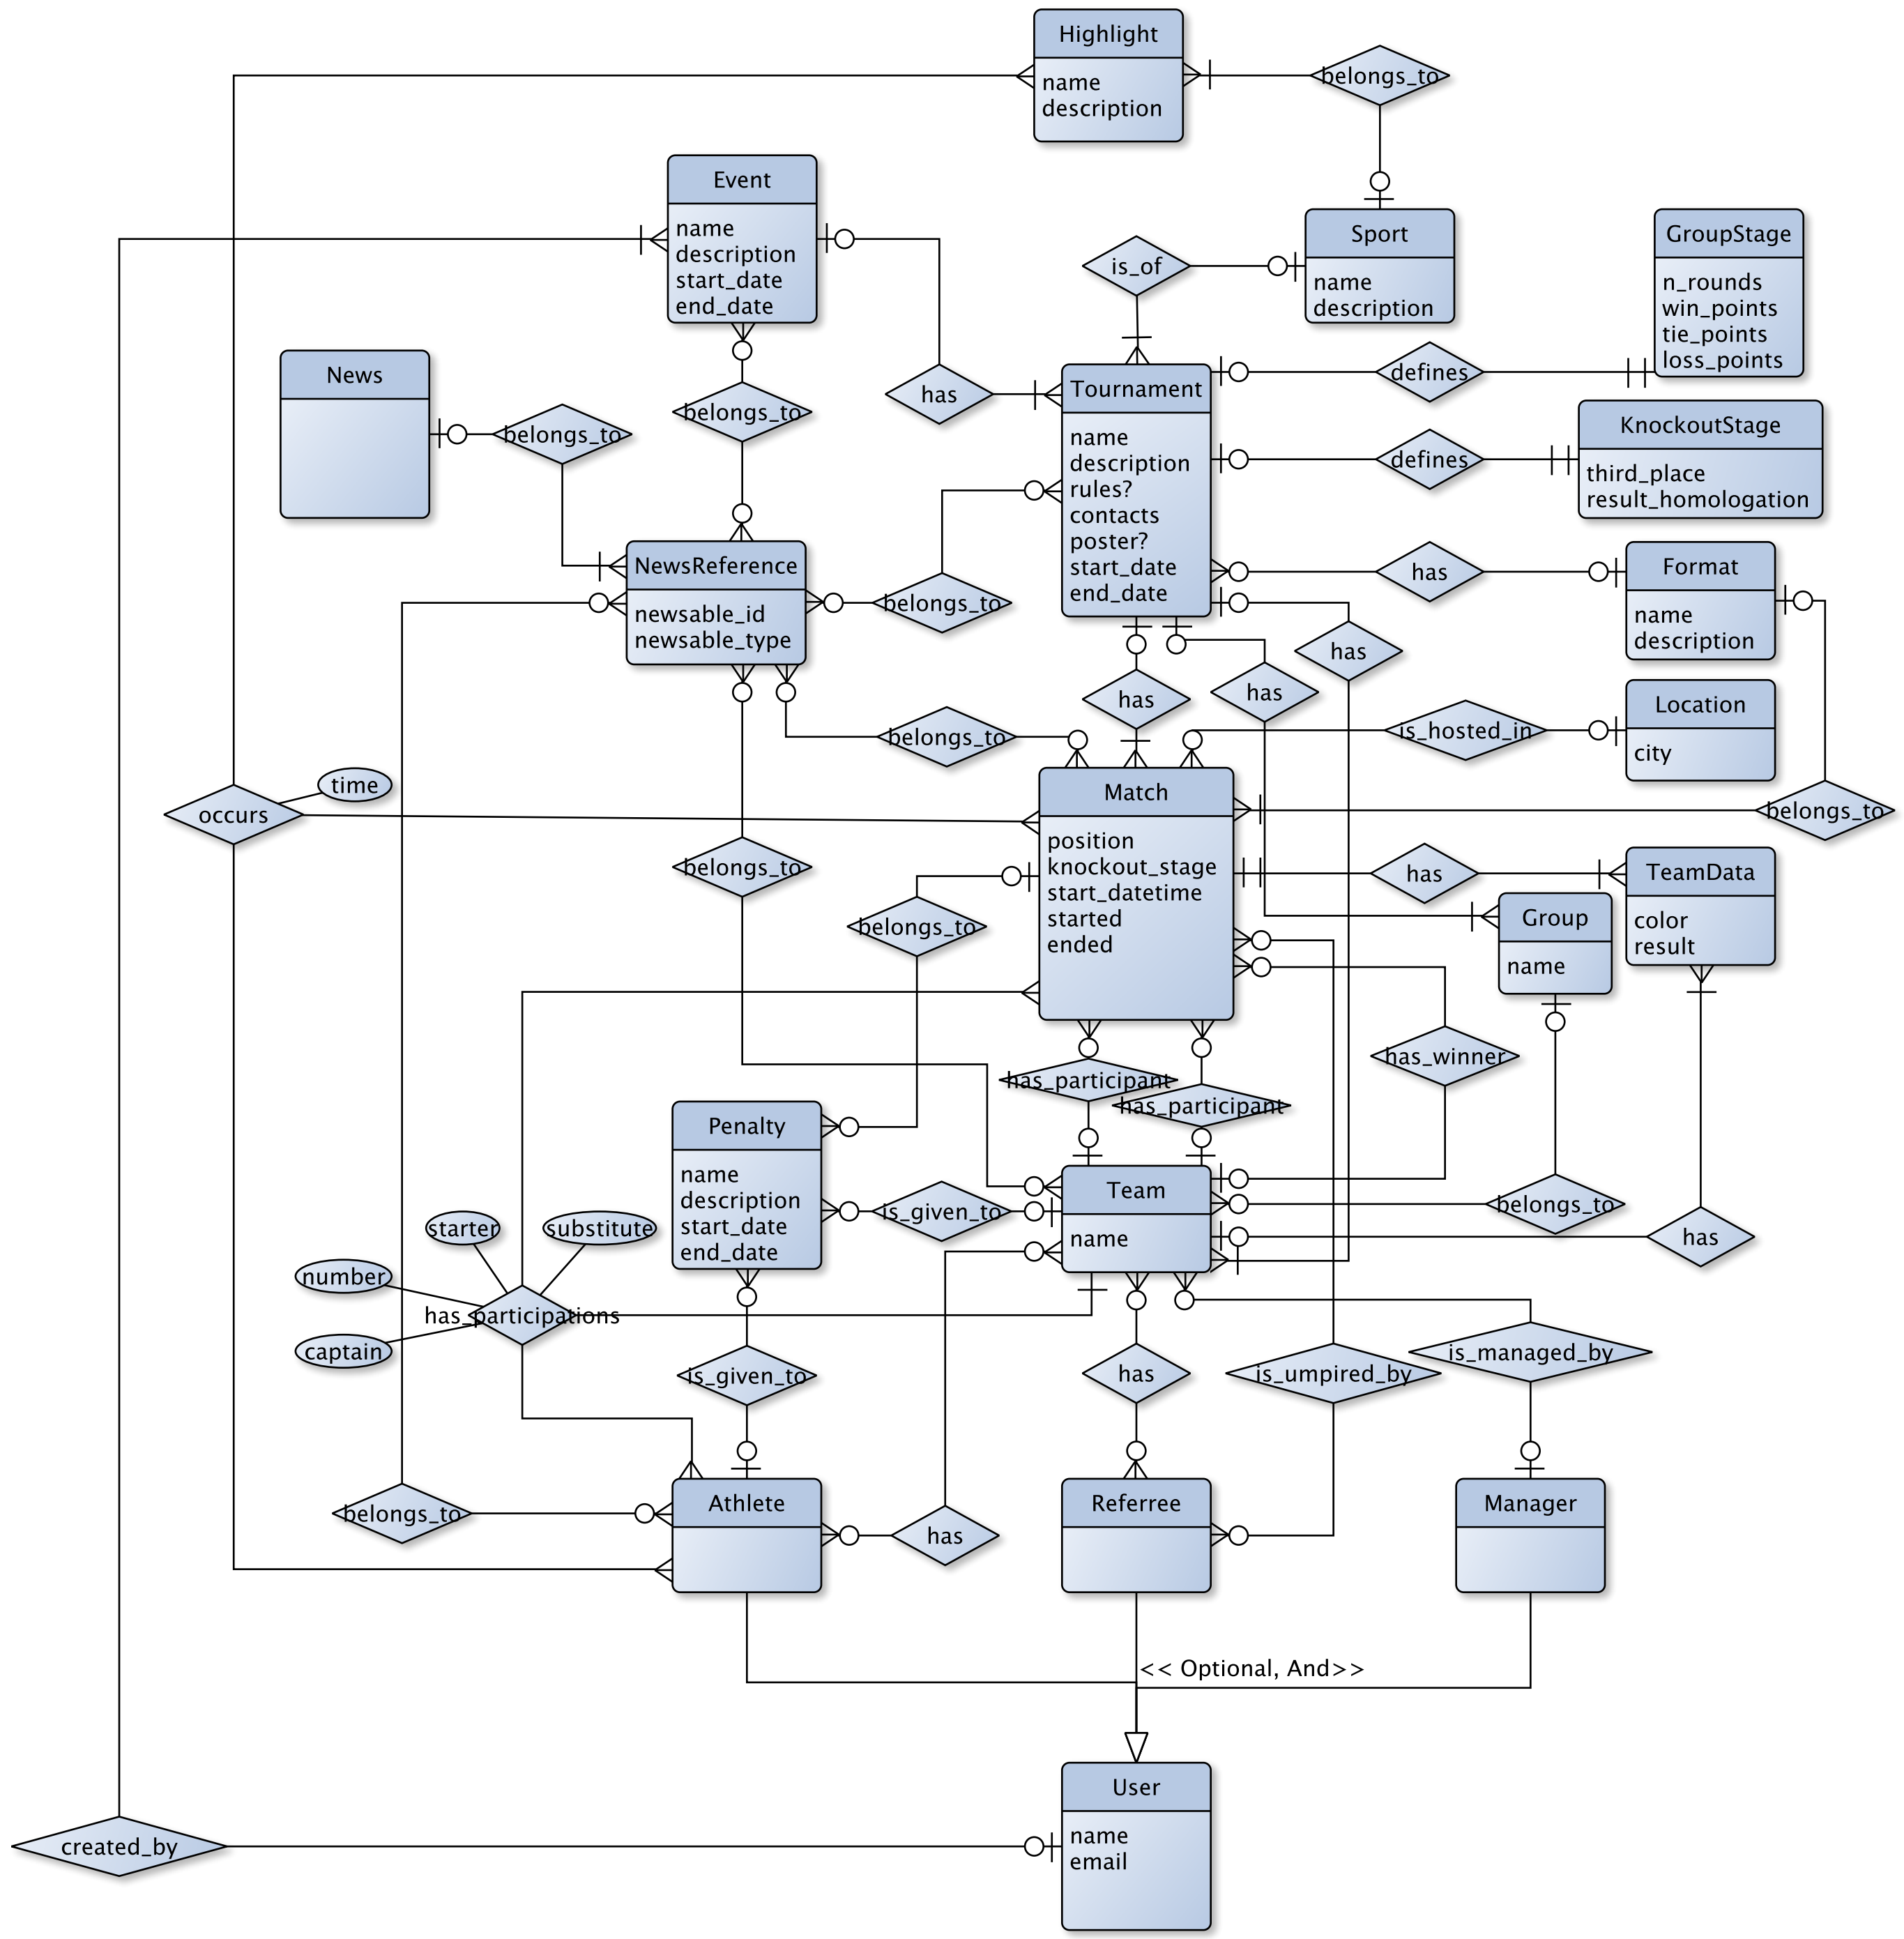 Highlight
name
description
belongs_to
Event
name
description
start_date
end_date
Sport
name
description
GroupStage
n_rounds
win_points
tie_points
loss_points
is_of
News
belongs_to
belongs_to
has
Tournament
name
description
rules?
contacts
poster?
start_date
end_date
defines
defines
KnockoutStage
third_place
result_homologation
NewsReference
newsable_id
newsable_type
belongs_to
has
Format
name
description
has
has
has
Location
city
is_hosted_in
belongs_to
time
occurs
Match
position
knockout_stage
start_datetime
started
ended
belongs_to
belongs_to
belongs_to
has
TeamData
color
result
Group
name
has_winner
has_participant
has_participant
Penalty
name
description
start_date
end_date
is_given_to
Team
name
belongs_to
has
starter
substitute
number
has_participations
captain
is_given_to
has
is_umpired_by
is_managed_by
belongs_to
Athlete
has
Referree
Manager
<< Optional, And>>
User
name
email
created_by